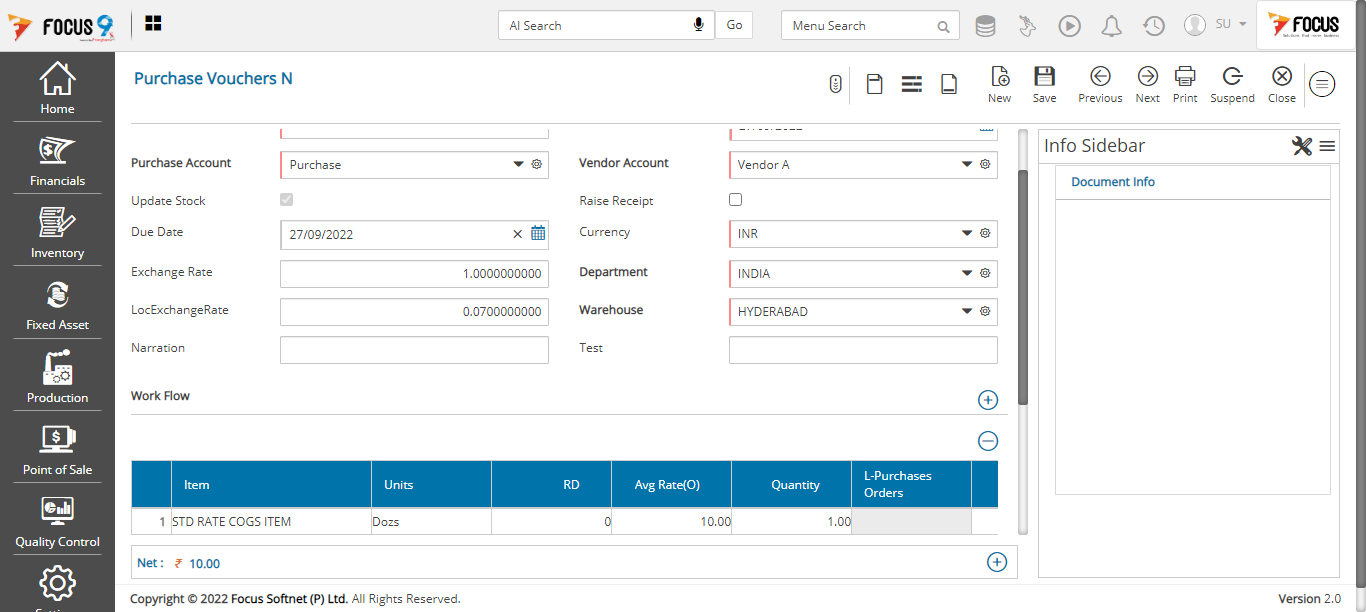 FOCUS 9
AI Search
Go
Menu Search
SU
FOCUS
Home
Financials
Inventory
Fixed Asset
Production
Point of Sale
Quality Control
Purchase Vouchers N
New
Save
Previous
Next
Print
Suspend
Close
Purchase Account
Purchase
Vendor Account
Vendor A
Update Stock
Raise Receipt
Due Date
27/09/2022
Currency
INR
Exchange Rate
1.0000000000
Department
INDIA
LocExchangeRate
0.0700000000
Warehouse
HYDERABAD
Narration
Test
Work Flow
Item
Units
RD
Avg Rate(O)
Quantity
L-Purchases
Orders
1
STD RATE COGS ITEM
Dozs
0
10.00
1.00
Net : ₹ 10.00
Info Sidebar
Document Info
Copyright © 2022 Focus Softnet (P) Ltd. All Rights Reserved.
Version 2.0